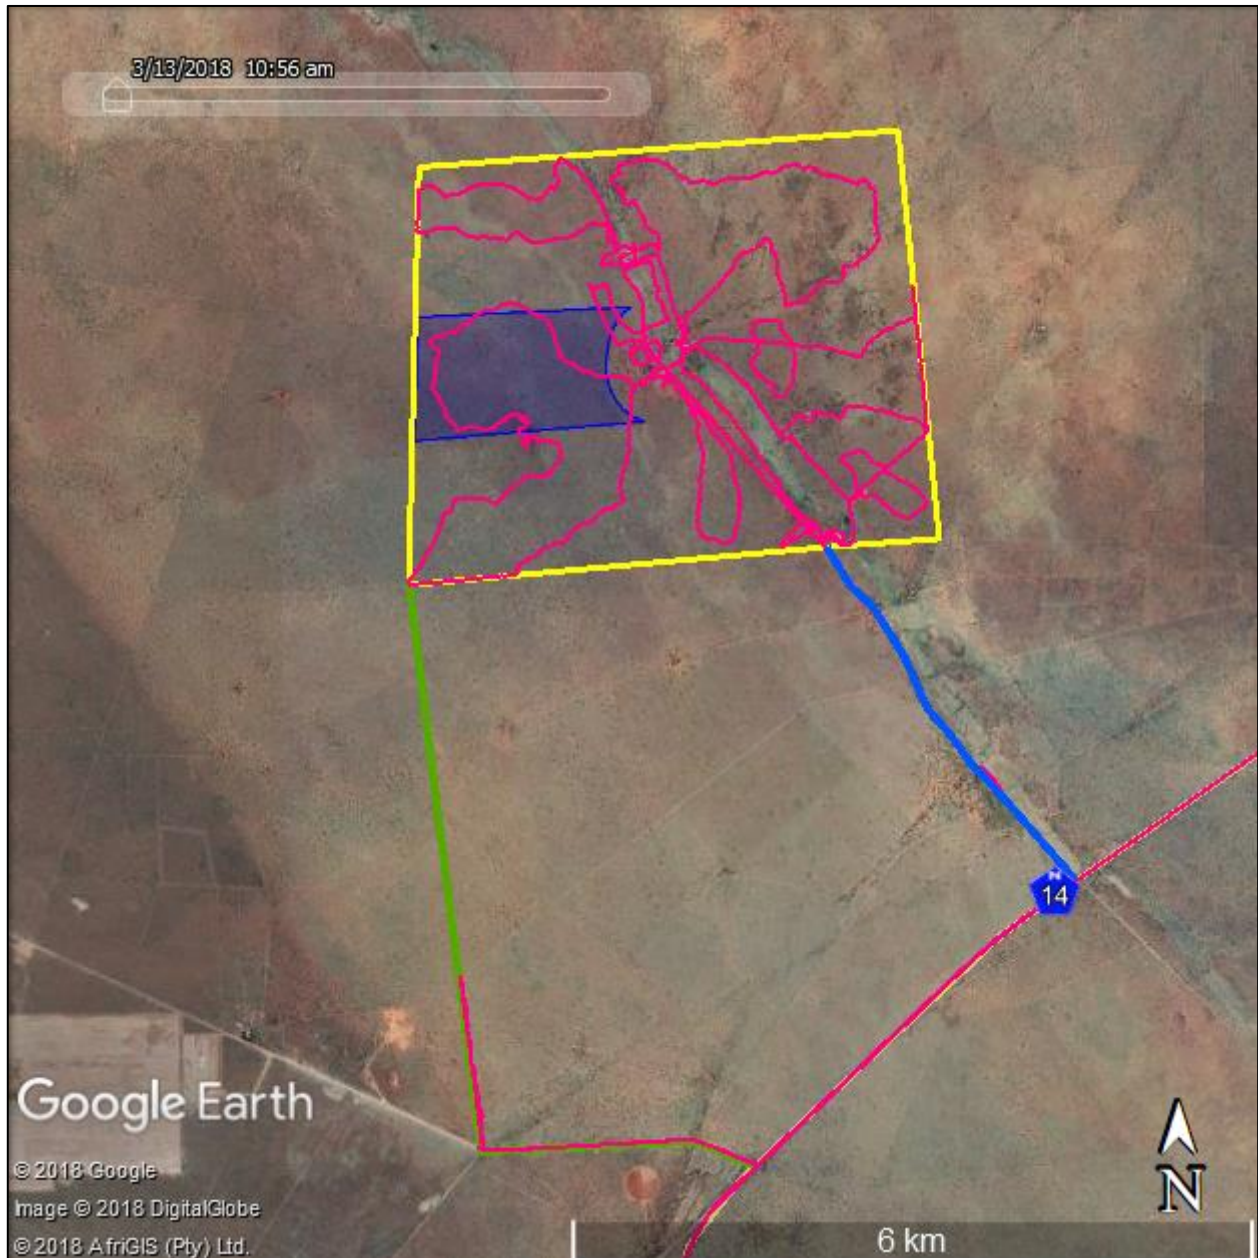 3/13/2018 10:56 am
N
14
Google Earth
© 2018 Google
Image © 2018 DigitalGlobe
© 2018 AfriGIS (Pty) Ltd.
N
6 km